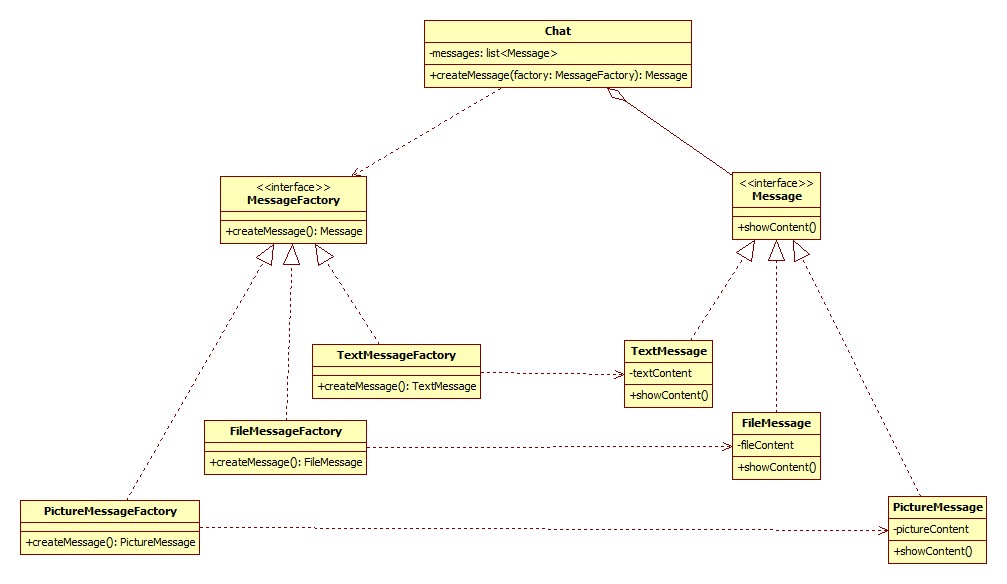 Chat
-messages: list<Message>
+createMessage(factory: MessageFactory): Message
<<interface>>
MessageFactory
+createMessage(): Message
<<interface>>
Message
+showContent()
TextMessageFactory
+createMessage(): TextMessage
TextMessage
-textContent
+showContent()
FileMessageFactory
+createMessage(): FileMessage
FileMessage
-fileContent
+showContent()
PictureMessageFactory
+createMessage(): PictureMessage
PictureMessage
-pictureContent
+showContent()